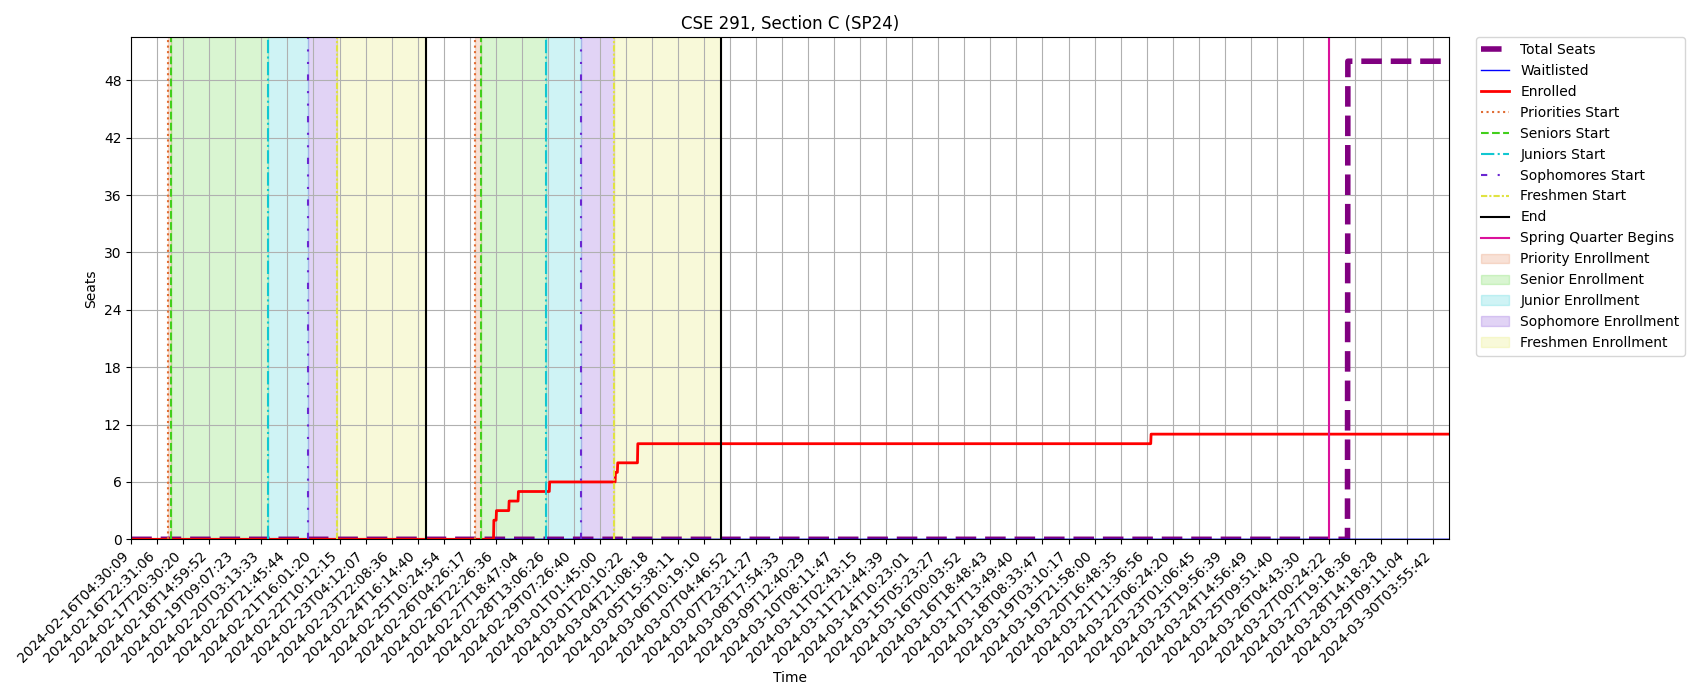 CSE 291, Section C (SP24)
Seats
48
42
36
30
24
18
12
6
0
2024-02-16T04:30:09
2024-02-16T22:31:06
2024-02-17T20:30:20
2024-02-18T14:59:52
2024-02-19T09:07:23
2024-02-20T03:13:33
2024-02-20T21:45:44
2024-02-21T16:01:20
2024-02-22T10:12:15
2024-02-23T04:12:07
2024-02-23T22:08:36
2024-02-24T16:14:40
2024-02-25T10:24:54
2024-02-26T04:26:17
2024-02-26T22:26:36
2024-02-27T18:47:04
2024-02-28T13:06:26
2024-02-29T07:26:40
2024-03-01T01:45:00
2024-03-01T20:10:22
2024-03-04T21:08:18
2024-03-05T15:38:11
2024-03-06T10:19:10
2024-03-07T04:46:52
2024-03-07T23:21:27
2024-03-08T17:54:33
2024-03-09T12:40:29
2024-03-10T08:11:47
2024-03-11T02:43:15
2024-03-11T21:44:39
2024-03-14T10:23:01
2024-03-15T05:23:27
2024-03-16T00:03:52
2024-03-16T18:48:43
2024-03-17T13:49:40
2024-03-18T08:33:47
2024-03-19T03:10:17
2024-03-19T21:58:00
2024-03-20T16:48:35
2024-03-21T11:36:56
2024-03-22T06:24:20
2024-03-23T01:06:45
2024-03-23T19:56:39
2024-03-24T14:56:49
2024-03-25T09:51:40
2024-03-26T04:43:30
2024-03-27T00:24:22
2024-03-27T19:18:36
2024-03-28T14:18:28
2024-03-29T09:11:04
2024-03-30T03:55:42
Time
Total Seats
Waitlisted
Enrolled
Priorities Start
Seniors Start
Juniors Start
Sophomores Start
Freshmen Start
End
Spring Quarter Begins
Priority Enrollment
Senior Enrollment
Junior Enrollment
Sophomore Enrollment
Freshmen Enrollment